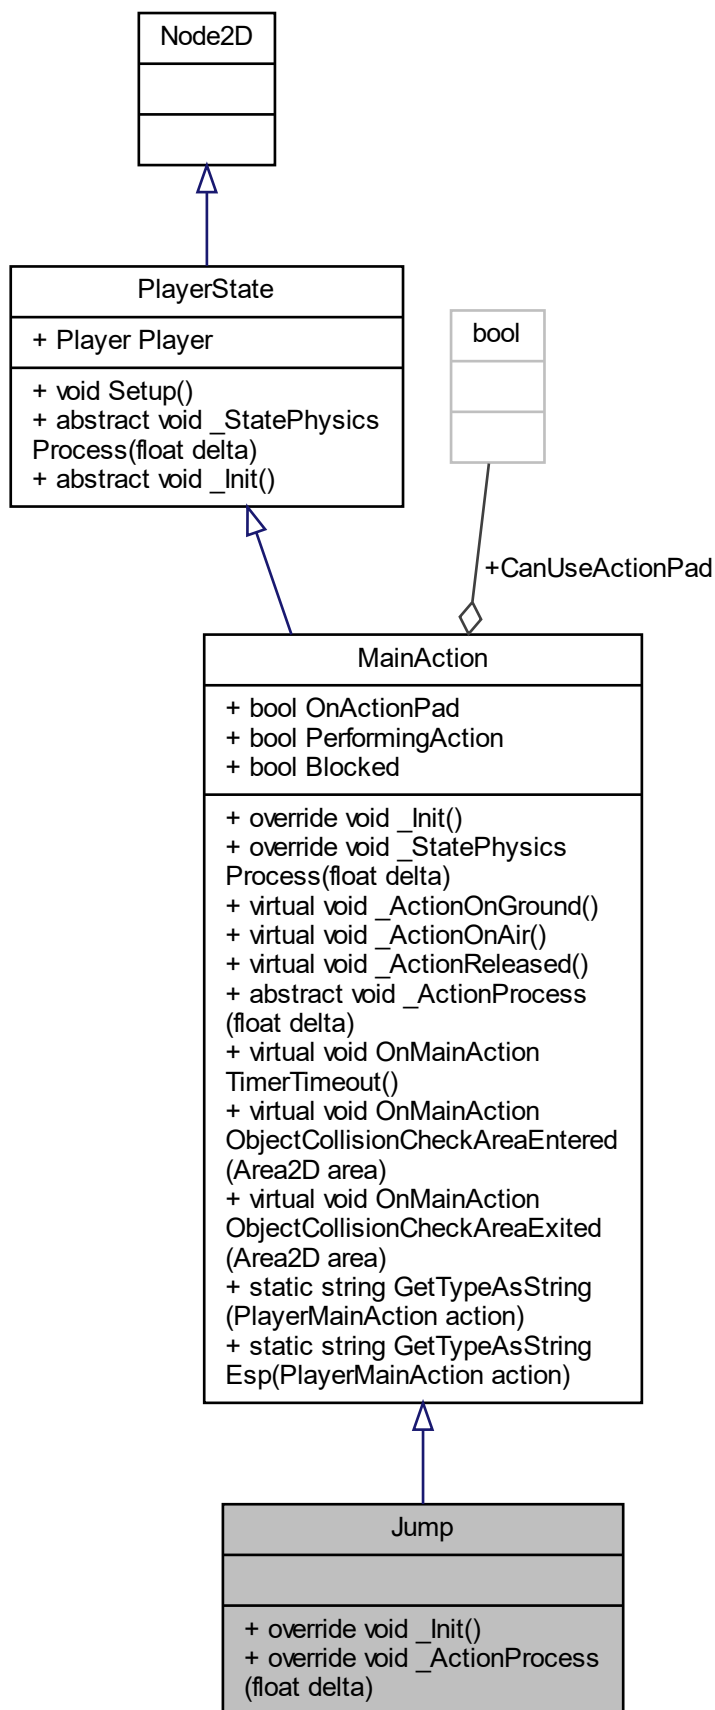 Node2D
PlayerState
+ Player Player
+ void Setup()
+ abstract void _StatePhysics
Process(float delta)
+ abstract void _Init()
bool
+CanUseActionPad
MainAction
+ bool OnActionPad
+ bool PerformingAction
+ bool Blocked
+ override void _Init()
+ override void _StatePhysics
Process(float delta)
+ virtual void _ActionOnGround()
+ virtual void _ActionOnAir()
+ virtual void _ActionReleased()
+ abstract void _ActionProcess
(float delta)
+ virtual void OnMainAction
TimerTimeout()
+ virtual void OnMainAction
ObjectCollisionCheckAreaEntered
(Area2D area)
+ virtual void OnMainAction
ObjectCollisionCheckAreaExited
(Area2D area)
+ static string GetTypeAsString
(PlayerMainAction action)
+ static string GetTypeAsString
Esp(PlayerMainAction action)
Jump
+ override void _Init()
+ override void _ActionProcess
(float delta)